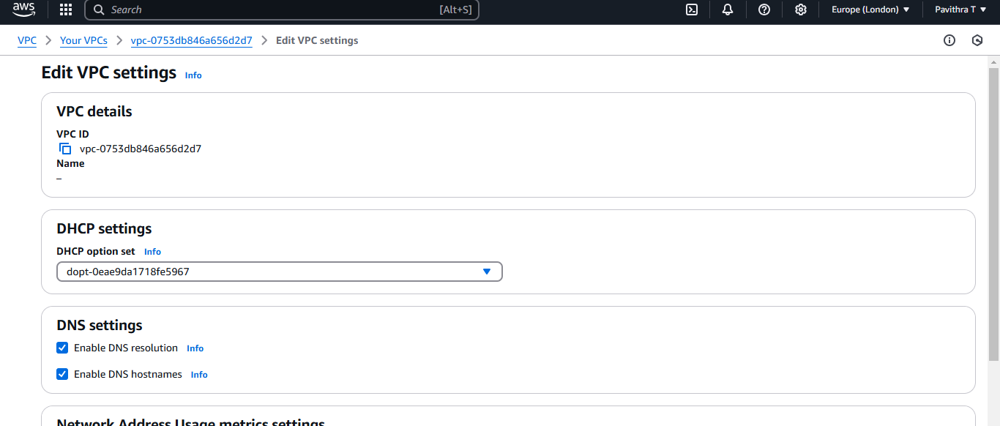 aws Search [Alt+S] Europe (London) Pavithra T
VPC Your VPCs vpc-0753db846a656d2d7 Edit VPC settings
Edit VPC settings Info
VPC details
VPC ID
vpc-0753db846a656d2d7
Name
–
DHCP settings
DHCP option set Info
dopt-0eae9da1718fe5967
DNS settings
Enable DNS resolution Info
Enable DNS hostnames Info
Network Address Usage metrics settings